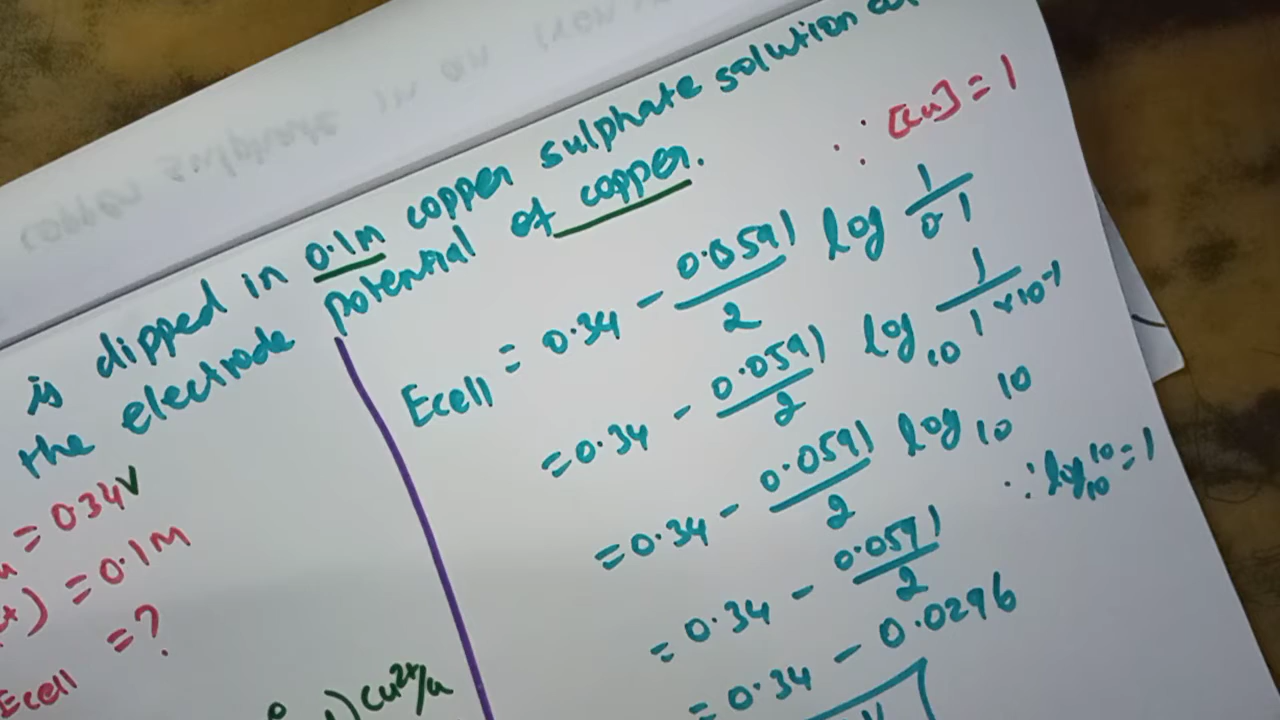 is dipped in 0.1M copper sulphate solution
the electrode potential of copper.
= 0.34V
= 0.1M
Ecell = ?
Cu²⁺/u
∴ [Cu] = 1
Ecell = 0.34 - 0.0591/2 log 1/0.1
= 0.34 - 0.0591/2 log₁₀ 1/1×10⁻¹
= 0.34 - 0.0591/2 log₁₀ 10
∵ log₁₀ 10 = 1
= 0.34 - 0.0591/2
= 0.34 - 0.0296